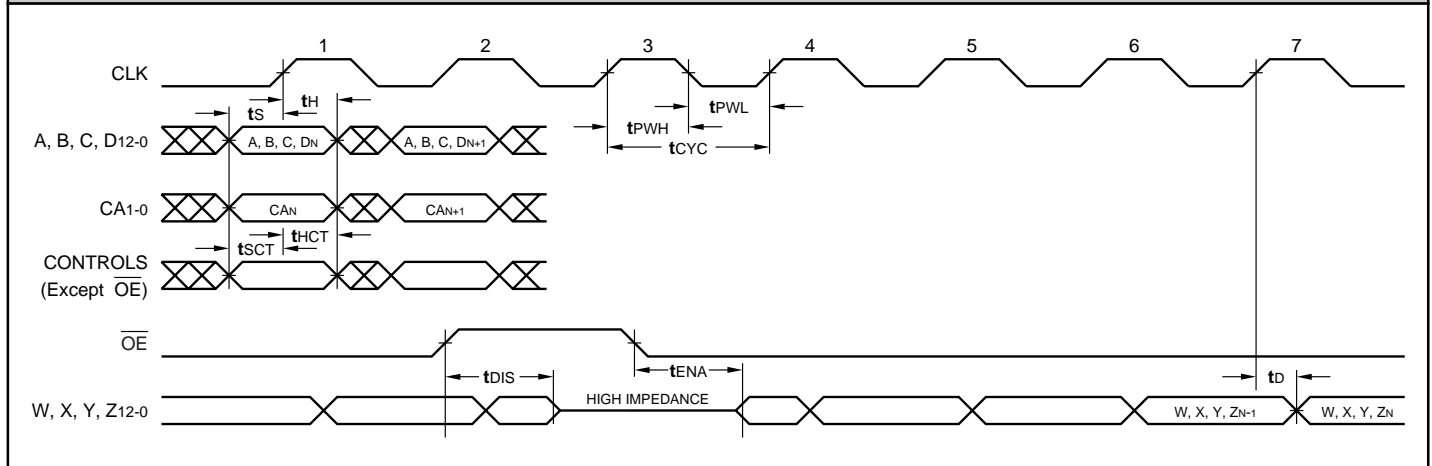 1 2 3 4 5 6 7
CLK
tS tH
tPWL
A, B, C, D12-0 A, B, C, DN A, B, C, DN+1
tPWH
tCYC
CA1-0 CAN CAN+1
tSCT tHCT
CONTROLS
(Except OE)
OE
tDIS tENA tD
HIGH IMPEDANCE
W, X, Y, Z12-0 W, X, Y, ZN-1 W, X, Y, ZN